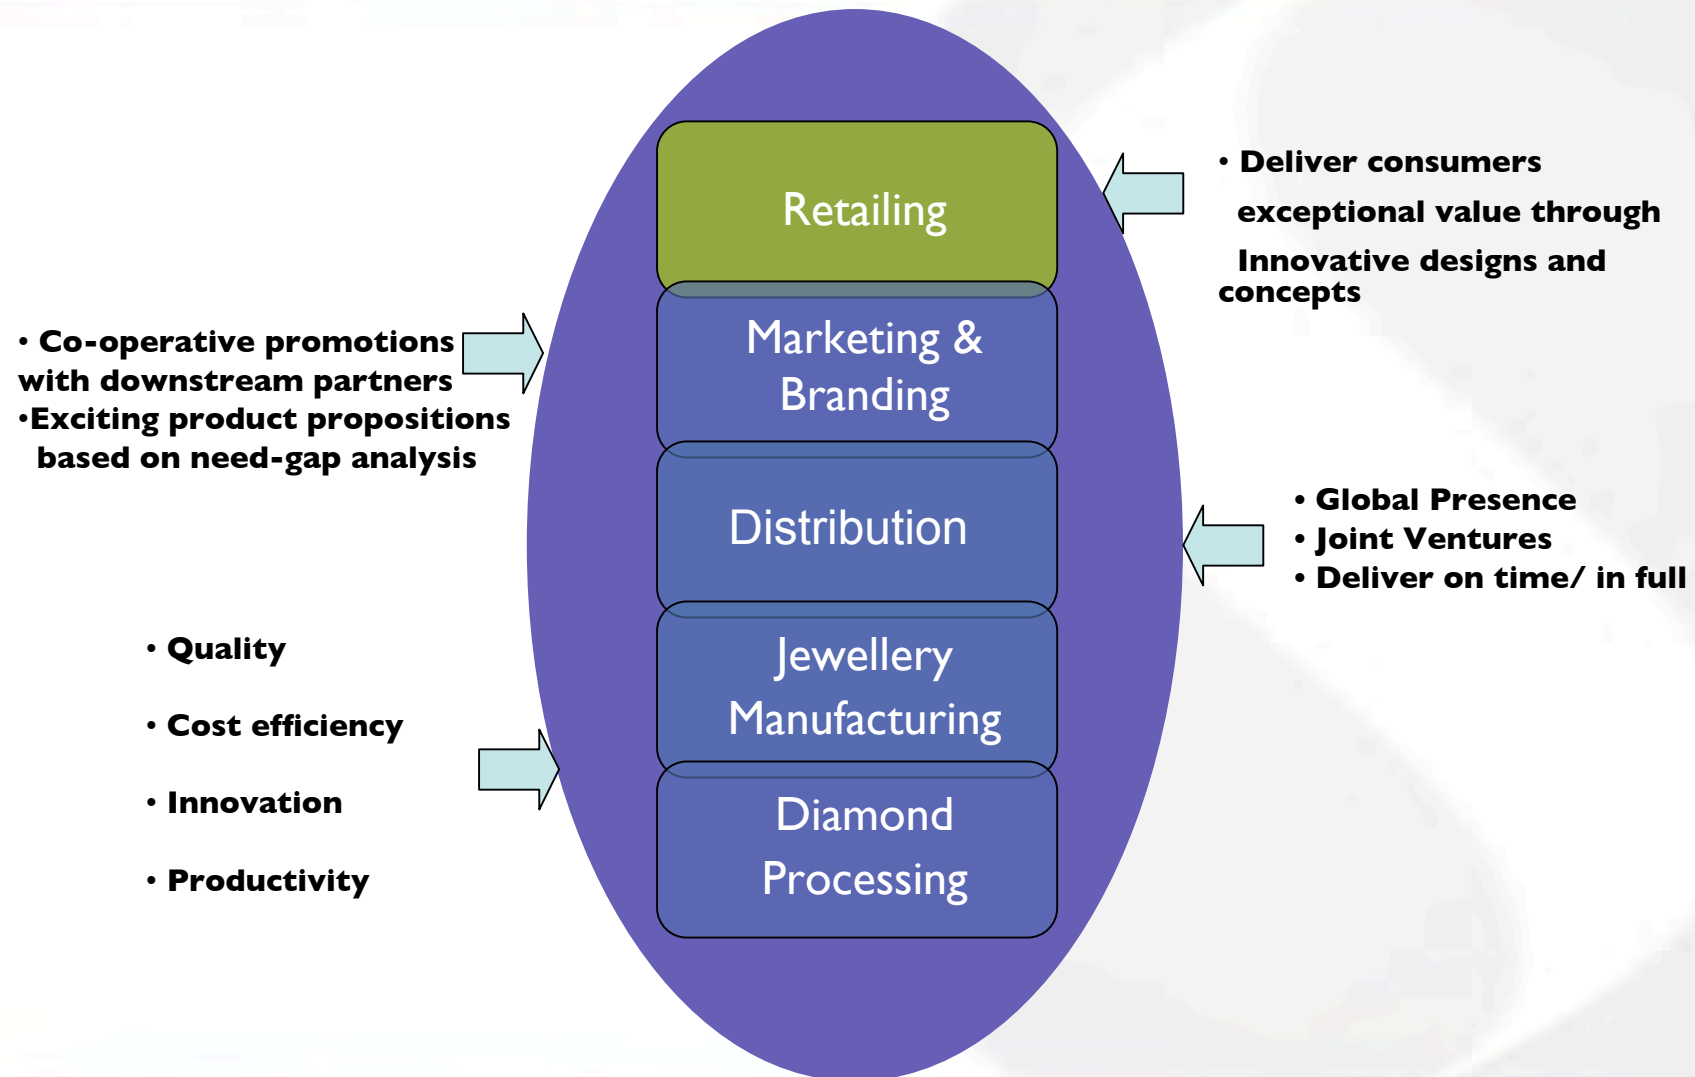 Retailing
• Deliver consumers
exceptional value through
Innovative designs and
concepts
Marketing &
Branding
• Co-operative promotions
with downstream partners
•Exciting product propositions
based on need-gap analysis
Distribution
• Global Presence
• Joint Ventures
• Deliver on time/ in full
Jewellery
Manufacturing
• Quality
• Cost efficiency
• Innovation
• Productivity
Diamond
Processing